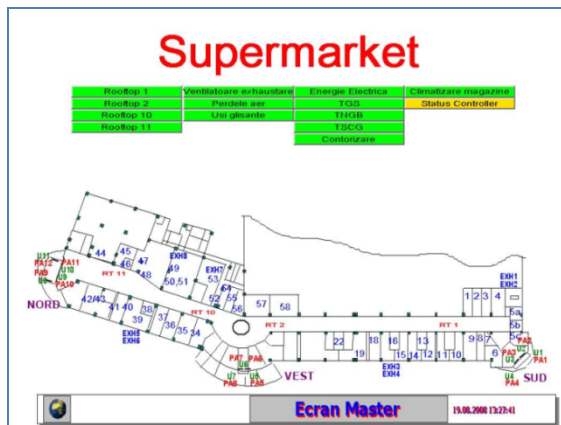 Supermarket
Rooftop 1 Ventilatoare exhaustare Energie Electrica Climatizare magazine
Rooftop 2 Perdele aer TGS Status Controller
Rooftop 10 Usi glisante TNGB
Rooftop 11 TSCG
Contorizare
44 45 46 47 48 EXH8 49 50,51 EXH7 53 52 54 55 56
U11 PA12 PA11 U10 PA9 U9 U8 PA10
RT 11
NORD
42/43 41 40 39 38 37 36 35 34
EXH5
EXH6
RT 10
57 58
RT 2 RT 1
EXH1
EXH2
1 2 3 4
5a
5b
5c
22 19 18 16 15 14 13 12 11 10 9 8 7 6
EXH3
EXH4
PA7 PA6
U6
U7 U5
PA8 PA5
VEST
PA2
PA3 U2 U1
U3 PA1
U4
PA4
SUD
Ecran Master 19.08.2008 13:27:41